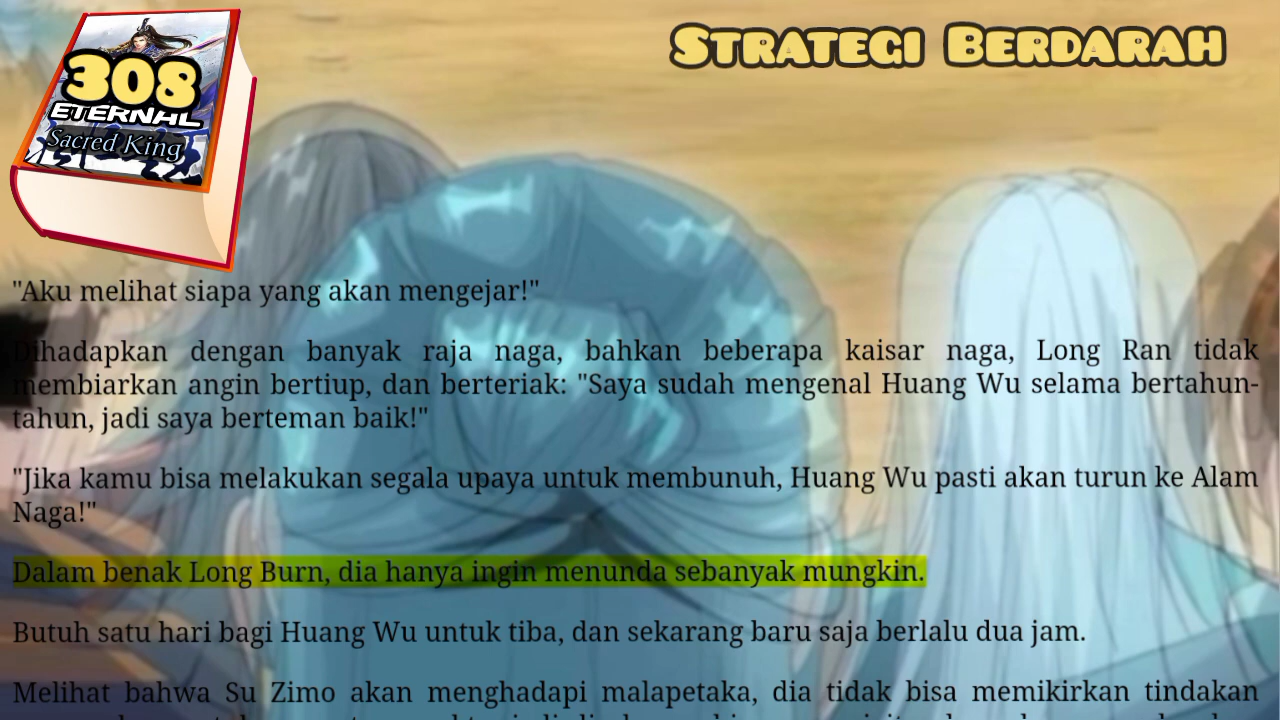 308
ETERNAL
Sacred King
STRATEGI BERDARAH
"Aku melihat siapa yang akan mengejar!"
Dihadapkan dengan banyak raja naga, bahkan beberapa kaisar naga, Long Ran tidak
membiarkan angin bertiup, dan berteriak: "Saya sudah mengenal Huang Wu selama bertahun-
tahun, jadi saya berteman baik!"
"Jika kamu bisa melakukan segala upaya untuk membunuh, Huang Wu pasti akan turun ke Alam
Naga!"
Dalam benak Long Burn, dia hanya ingin menunda sebanyak mungkin.
Butuh satu hari bagi Huang Wu untuk tiba, dan sekarang baru saja berlalu dua jam.
Melihat bahwa Su Zimo akan menghadapi malapetaka, dia tidak bisa memikirkan tindakan